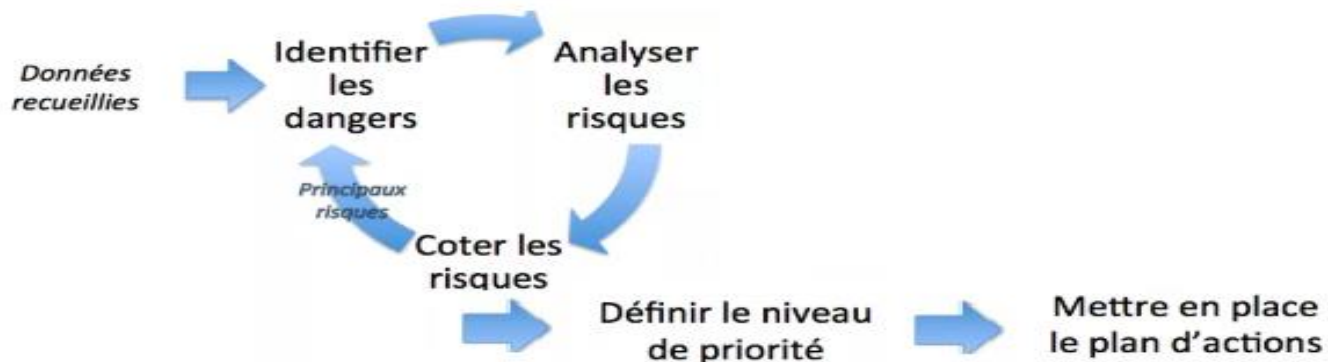 Données
recueillies
Identifier
les
dangers
Analyser
les
risques
Principaux
risques
Coter les
risques
Définir le niveau
de priorité
Mettre en place
le plan d'actions